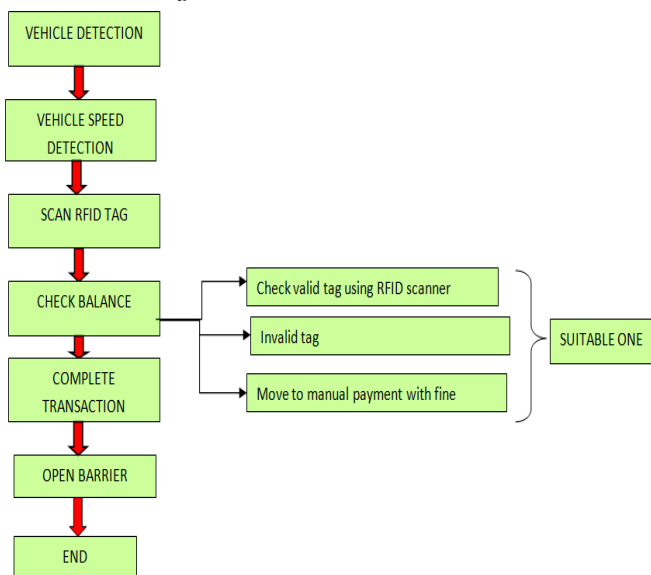 VEHICLE DETECTION
VEHICLE SPEED
DETECTION
SCAN RFID TAG
CHECK BALANCE
Check valid tag using RFID scanner
Invalid tag
Move to manual payment with fine
SUITABLE ONE
COMPLETE
TRANSACTION
OPEN BARRIER
END